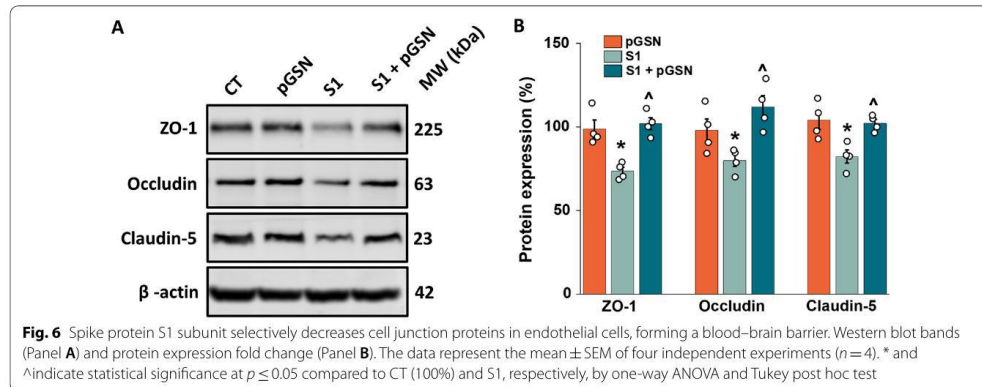 A
CT pGSN S1 S1 + pGSN MW (kDa)
ZO-1 225
Occludin 63
Claudin-5 23
β -actin 42
B
pGSN
S1
S1 + pGSN
Protein expression (%)
150
100
50
0
^
^
^
*
*
*
ZO-1 Occludin Claudin-5
Fig. 6 Spike protein S1 subunit selectively decreases cell junction proteins in endothelial cells, forming a blood–brain barrier. Western blot bands
(Panel A) and protein expression fold change (Panel B). The data represent the mean ± SEM of four independent experiments (n = 4). * and
^indicate statistical significance at p ≤ 0.05 compared to CT (100%) and S1, respectively, by one-way ANOVA and Tukey post hoc test